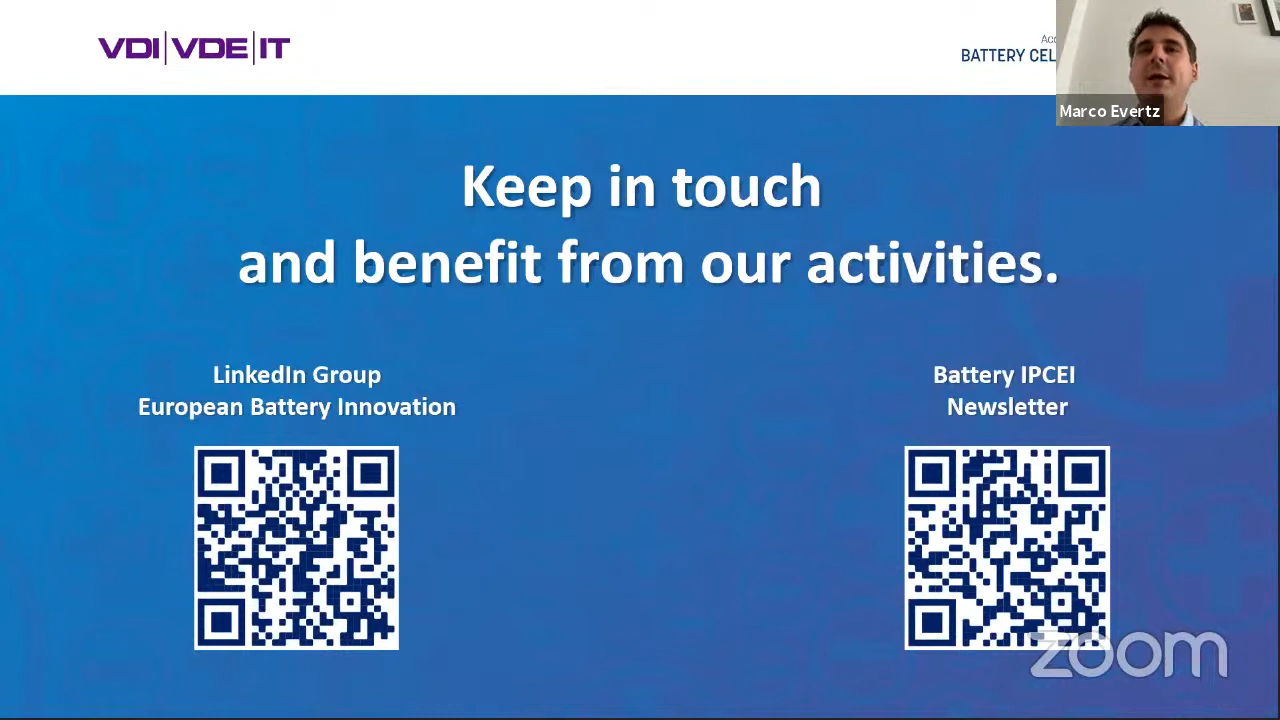 VDI|VDE|IT
BATTERY
Marco Evertz
Keep in touch
and benefit from our activities.
LinkedIn Group
European Battery Innovation
Battery IPCEI
Newsletter
zoom